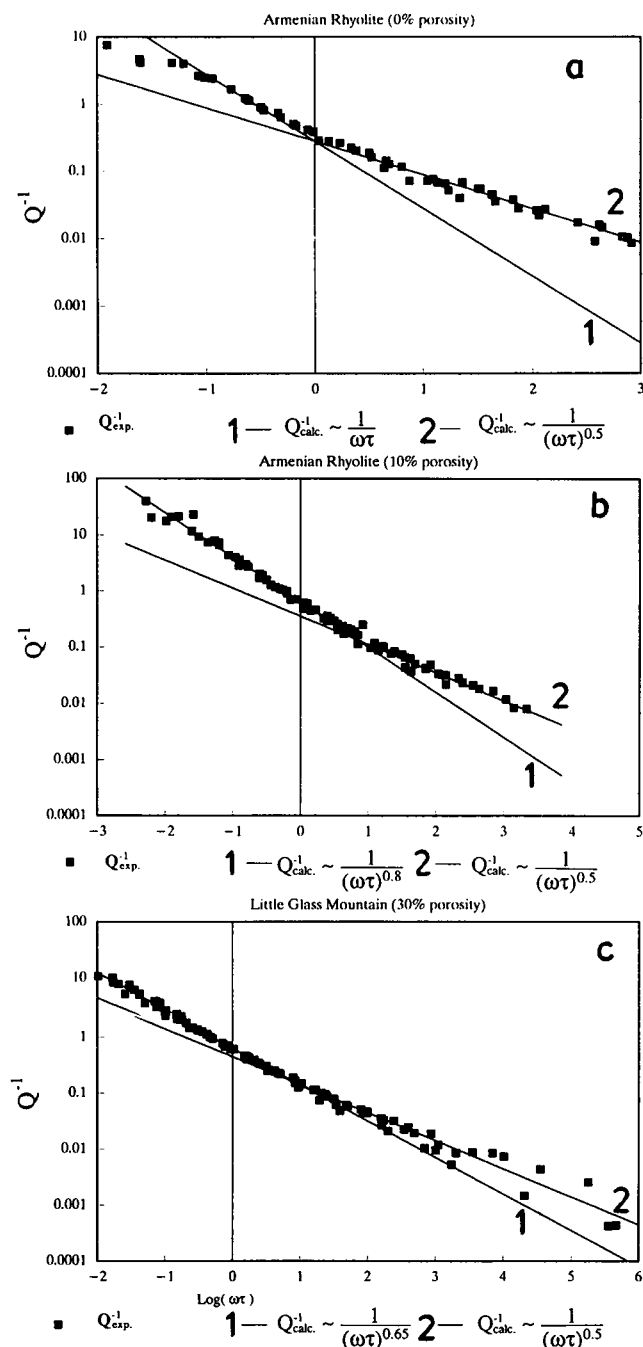 Armenian Rhyolite (0% porosity)
10
a
1
Q⁻¹
0.1
2
0.01
0.001
1
0.0001
−2 −1 0 1 2 3
■ Q⁻¹exp. 1 — Q⁻¹calc. ~ 1/ωτ 2 — Q⁻¹calc. ~ 1/(ωτ)^0.5
Armenian Rhyolite (10% porosity)
100
b
10
1
Q⁻¹
0.1
2
0.01
1
0.001
0.0001
−3 −2 −1 0 1 2 3 4 5
■ Q⁻¹exp. 1 — Q⁻¹calc. ~ 1/(ωτ)^0.8 2 — Q⁻¹calc. ~ 1/(ωτ)^0.5
Little Glass Mountain (30% porosity)
100
c
10
1
Q⁻¹
0.1
0.01
0.001
2
1
0.0001
−2 −1 0 1 2 3 4 5 6
Log(ωτ)
■ Q⁻¹exp. 1 — Q⁻¹calc. ~ 1/(ωτ)^0.65 2 — Q⁻¹calc. ~ 1/(ωτ)^0.5